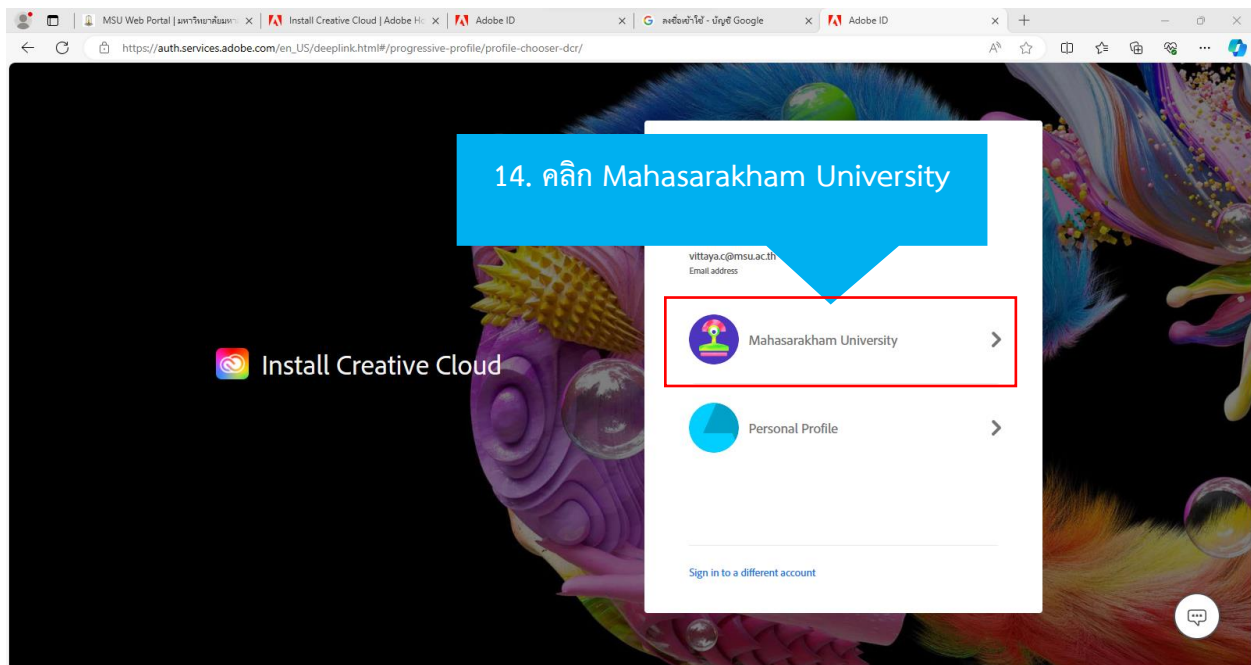 MSU Web Portal | มหาวิทยาลัยมหา
Install Creative Cloud | Adobe He
Adobe ID
ลงชื่อเข้าใช้ - บัญชี Google
Adobe ID
https://auth.services.adobe.com/en_US/deeplink.html#/progressive-profile/profile-chooser-dcr/
14. คลิก Mahasarakham University
vittaya.c@msu.ac.th
Email address
Mahasarakham University
Install Creative Cloud
Personal Profile
Sign in to a different account